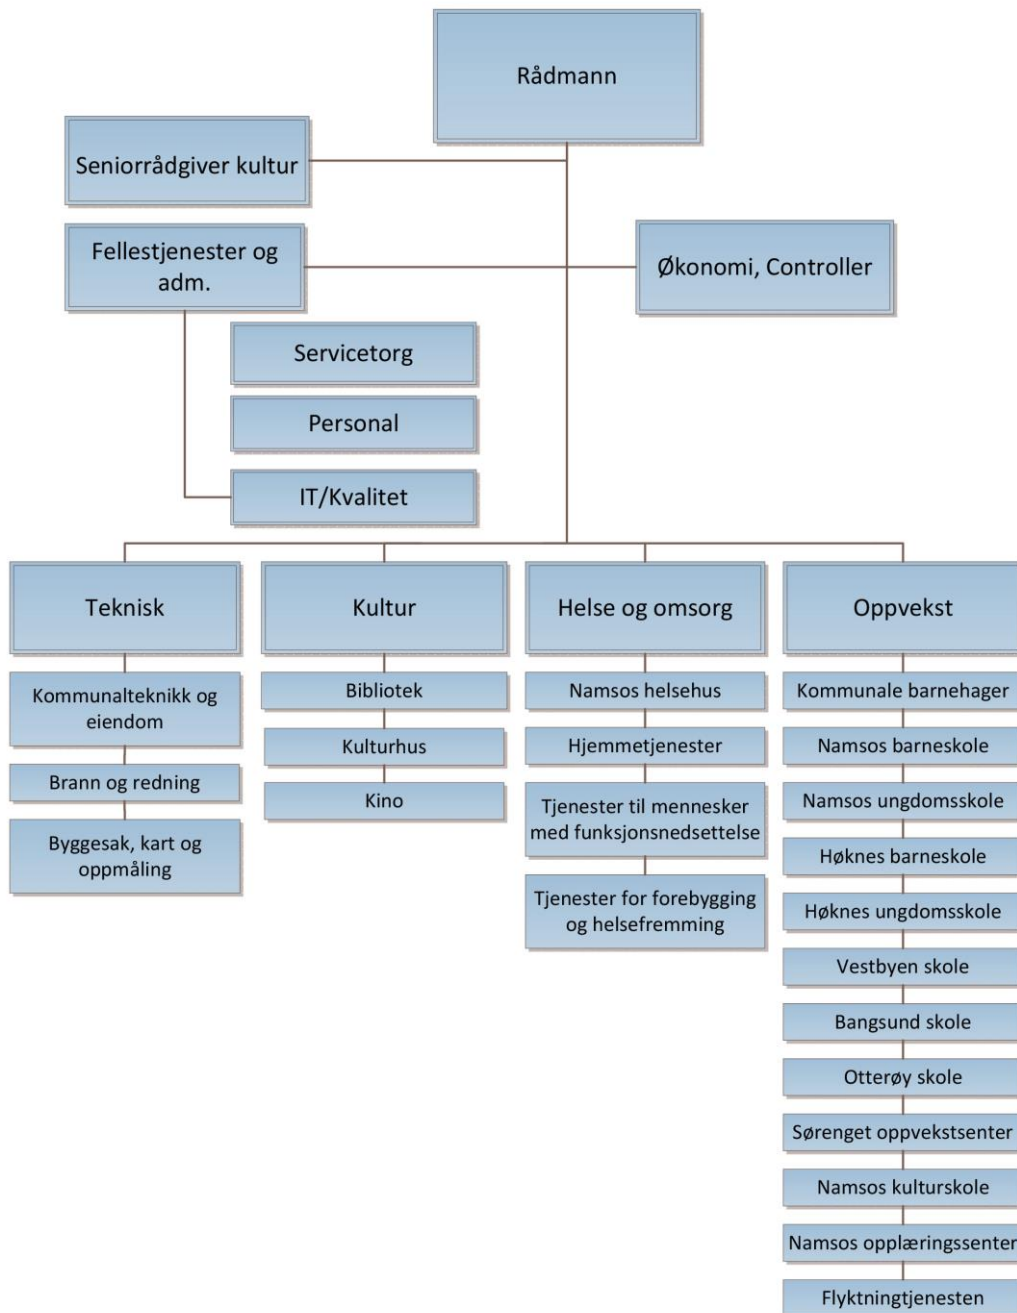 Rådmann
Seniorrådgiver kultur
Fellestjenester og
adm.
Økonomi, Controller
Servicetorg
Personal
IT/Kvalitet
Teknisk
Kommunalteknikk og
eiendom
Brann og redning
Byggesak, kart og
oppmåling
Kultur
Bibliotek
Kulturhus
Kino
Helse og omsorg
Namsos helsehus
Hjemmetjenester
Tjenester til mennesker
med funksjonsnedsettelse
Tjenester for forebygging
og helsefremming
Oppvekst
Kommunale barnehager
Namsos barneskole
Namsos ungdomsskole
Høknes barneskole
Høknes ungdomsskole
Vestbyen skole
Bangsund skole
Otterøy skole
Sørenget oppvekstsenter
Namsos kulturskole
Namsos opplæringssenter
Flyktningtjenesten